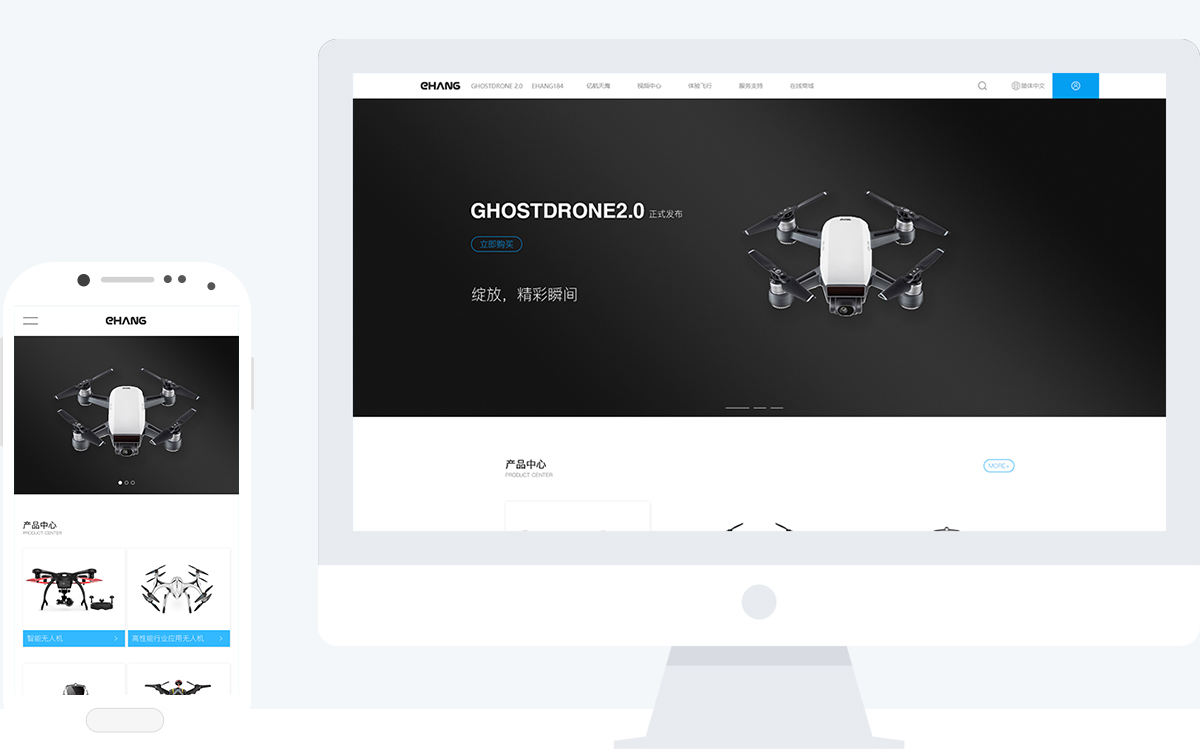 EHANG GHOSTDRONE 2.0 EHANG184 亿航天鹰 视频中心 体验飞行 服务支持 在线商城 简体中文
GHOSTDRONE2.0 正式发布
立即购买
绽放，精彩瞬间
产品中心
PRODUCT CENTER
MORE+
EHANG
产品中心
PRODUCT CENTER
智能无人机 >
高性能行业应用无人机 >